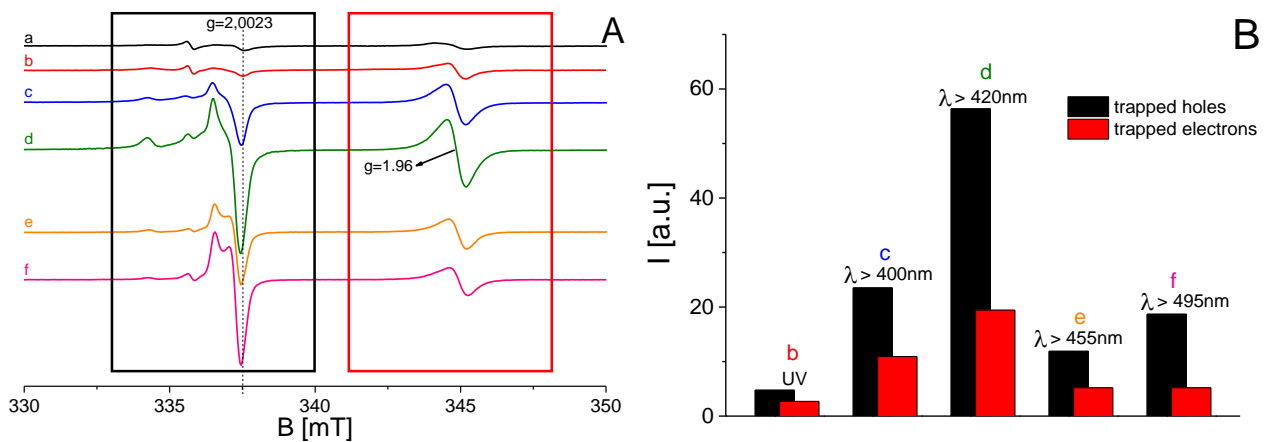 A
g=2,0023
a
b
c
d
g=1.96
e
f
330
335
340
345
350
B [mT]
B
I [a.u.]
60
40
20
0
d
λ > 420nm
trapped holes
trapped electrons
c
λ > 400nm
f
λ > 495nm
e
λ > 455nm
b
UV